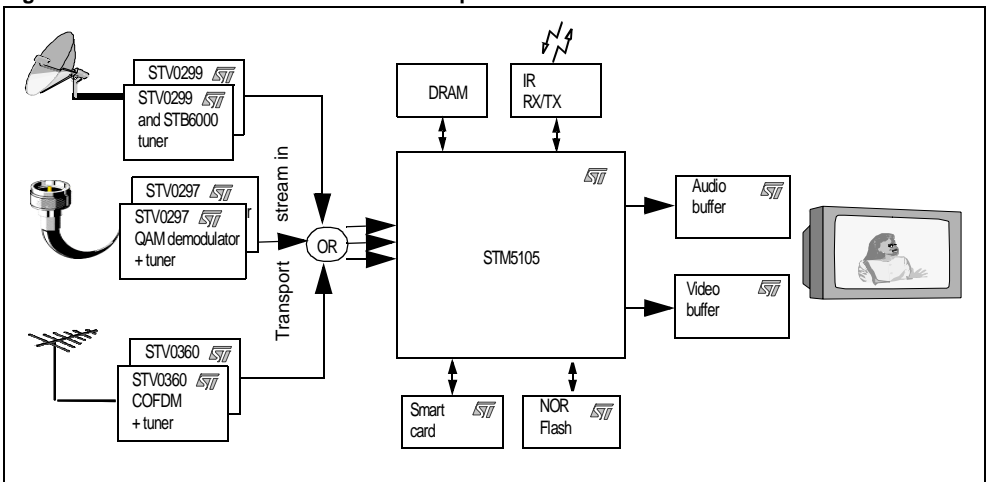 STV0299
STV0299
and STB6000
tuner
STV0297
STV0297
QAM demodulator
+ tuner
STV0360
STV0360
COFDM
+ tuner
Transport stream in
OR
DRAM
IR
RX/TX
STM5105
Smart
card
NOR
Flash
Audio
buffer
Video
buffer